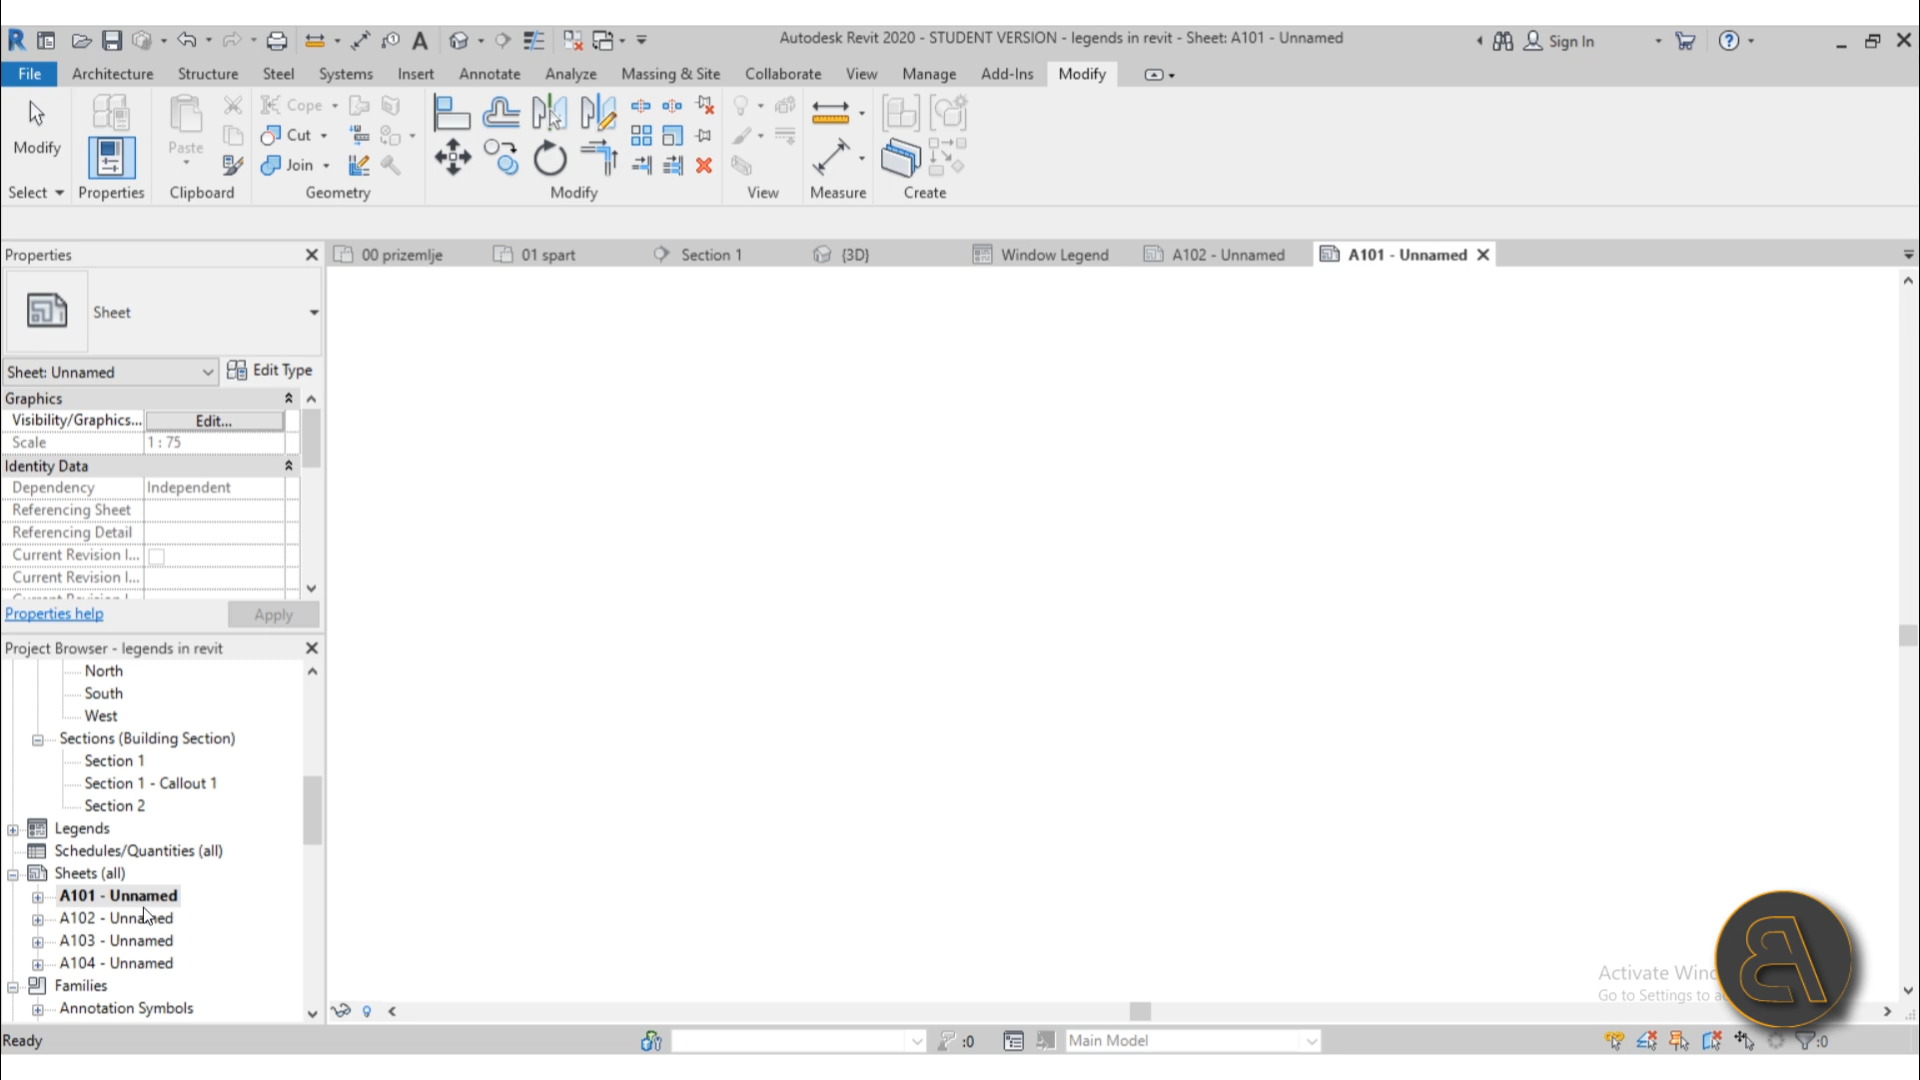 Autodesk Revit 2020 - STUDENT VERSION - legends in revit - Sheet: A101 - Unnamed
Sign In
File Architecture Structure Steel Systems Insert Annotate Analyze Massing & Site Collaborate View Manage Add-Ins Modify
Cope
Modify Paste Cut
Join
Select Properties Clipboard Geometry Modify View Measure Create
Properties
00 prizemlje 01 spart Section 1 {3D} Window Legend A102 - Unnamed A101 - Unnamed
Sheet
Sheet: Unnamed Edit Type
Graphics
Visibility/Graphics... Edit...
Scale 1 : 75
Identity Data
Dependency Independent
Referencing Sheet
Referencing Detail
Current Revision I...
Current Revision I...
Properties help Apply
Project Browser - legends in revit
North
South
West
Sections (Building Section)
Section 1
Section 1 - Callout 1
Section 2
Legends
Schedules/Quantities (all)
Sheets (all)
A101 - Unnamed
A102 - Unnamed
A103 - Unnamed
A104 - Unnamed
Families
Annotation Symbols
Activate Wind
Go to Settings to a
Ready :0 Main Model :0